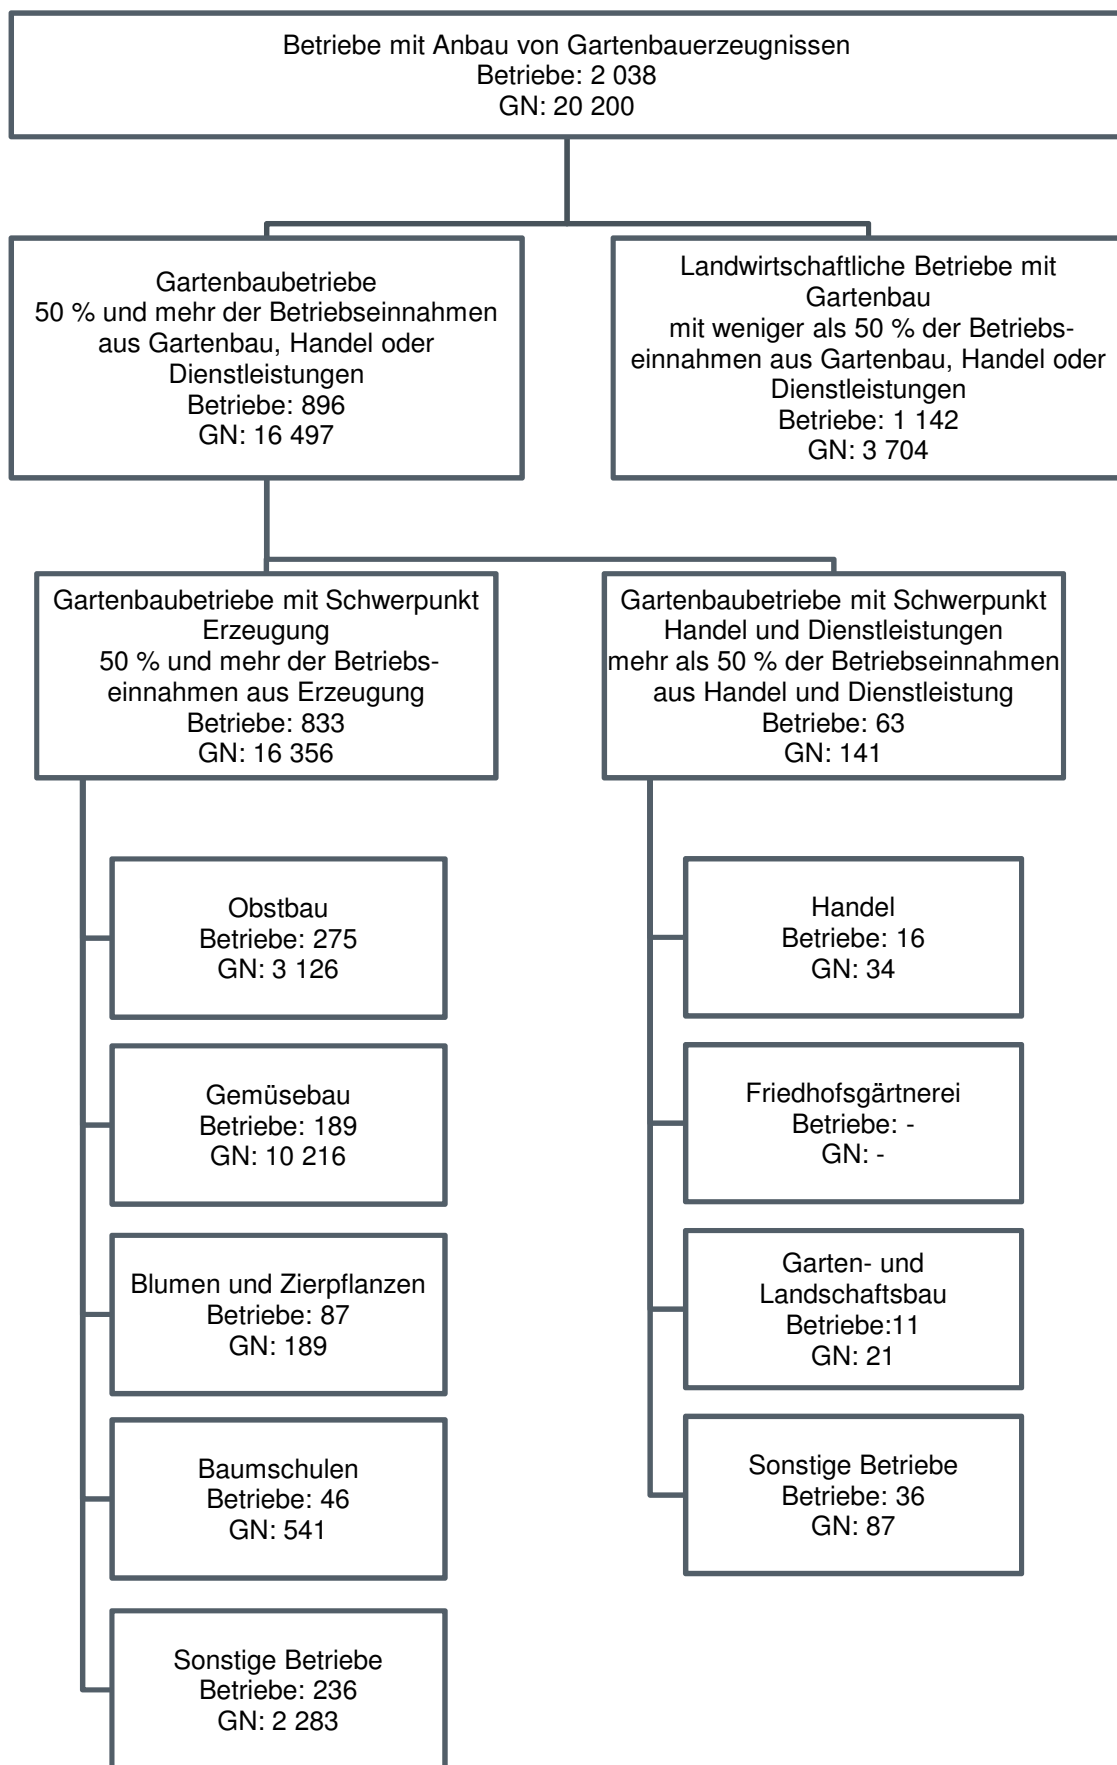 Betriebe mit Anbau von Gartenbauerzeugnissen
Betriebe: 2 038
GN: 20 200
Gartenbaubetriebe
50 % und mehr der Betriebseinnahmen
aus Gartenbau, Handel oder
Dienstleistungen
Betriebe: 896
GN: 16 497
Landwirtschaftliche Betriebe mit
Gartenbau
mit weniger als 50 % der Betriebs-
einnahmen aus Gartenbau, Handel oder
Dienstleistungen
Betriebe: 1 142
GN: 3 704
Gartenbaubetriebe mit Schwerpunkt
Erzeugung
50 % und mehr der Betriebs-
einnahmen aus Erzeugung
Betriebe: 833
GN: 16 356
Gartenbaubetriebe mit Schwerpunkt
Handel und Dienstleistungen
mehr als 50 % der Betriebseinnahmen
aus Handel und Dienstleistung
Betriebe: 63
GN: 141
Obstbau
Betriebe: 275
GN: 3 126
Gemüsebau
Betriebe: 189
GN: 10 216
Blumen und Zierpflanzen
Betriebe: 87
GN: 189
Baumschulen
Betriebe: 46
GN: 541
Sonstige Betriebe
Betriebe: 236
GN: 2 283
Handel
Betriebe: 16
GN: 34
Friedhofsgärtnerei
Betriebe: -
GN: -
Garten- und
Landschaftsbau
Betriebe:11
GN: 21
Sonstige Betriebe
Betriebe: 36
GN: 87